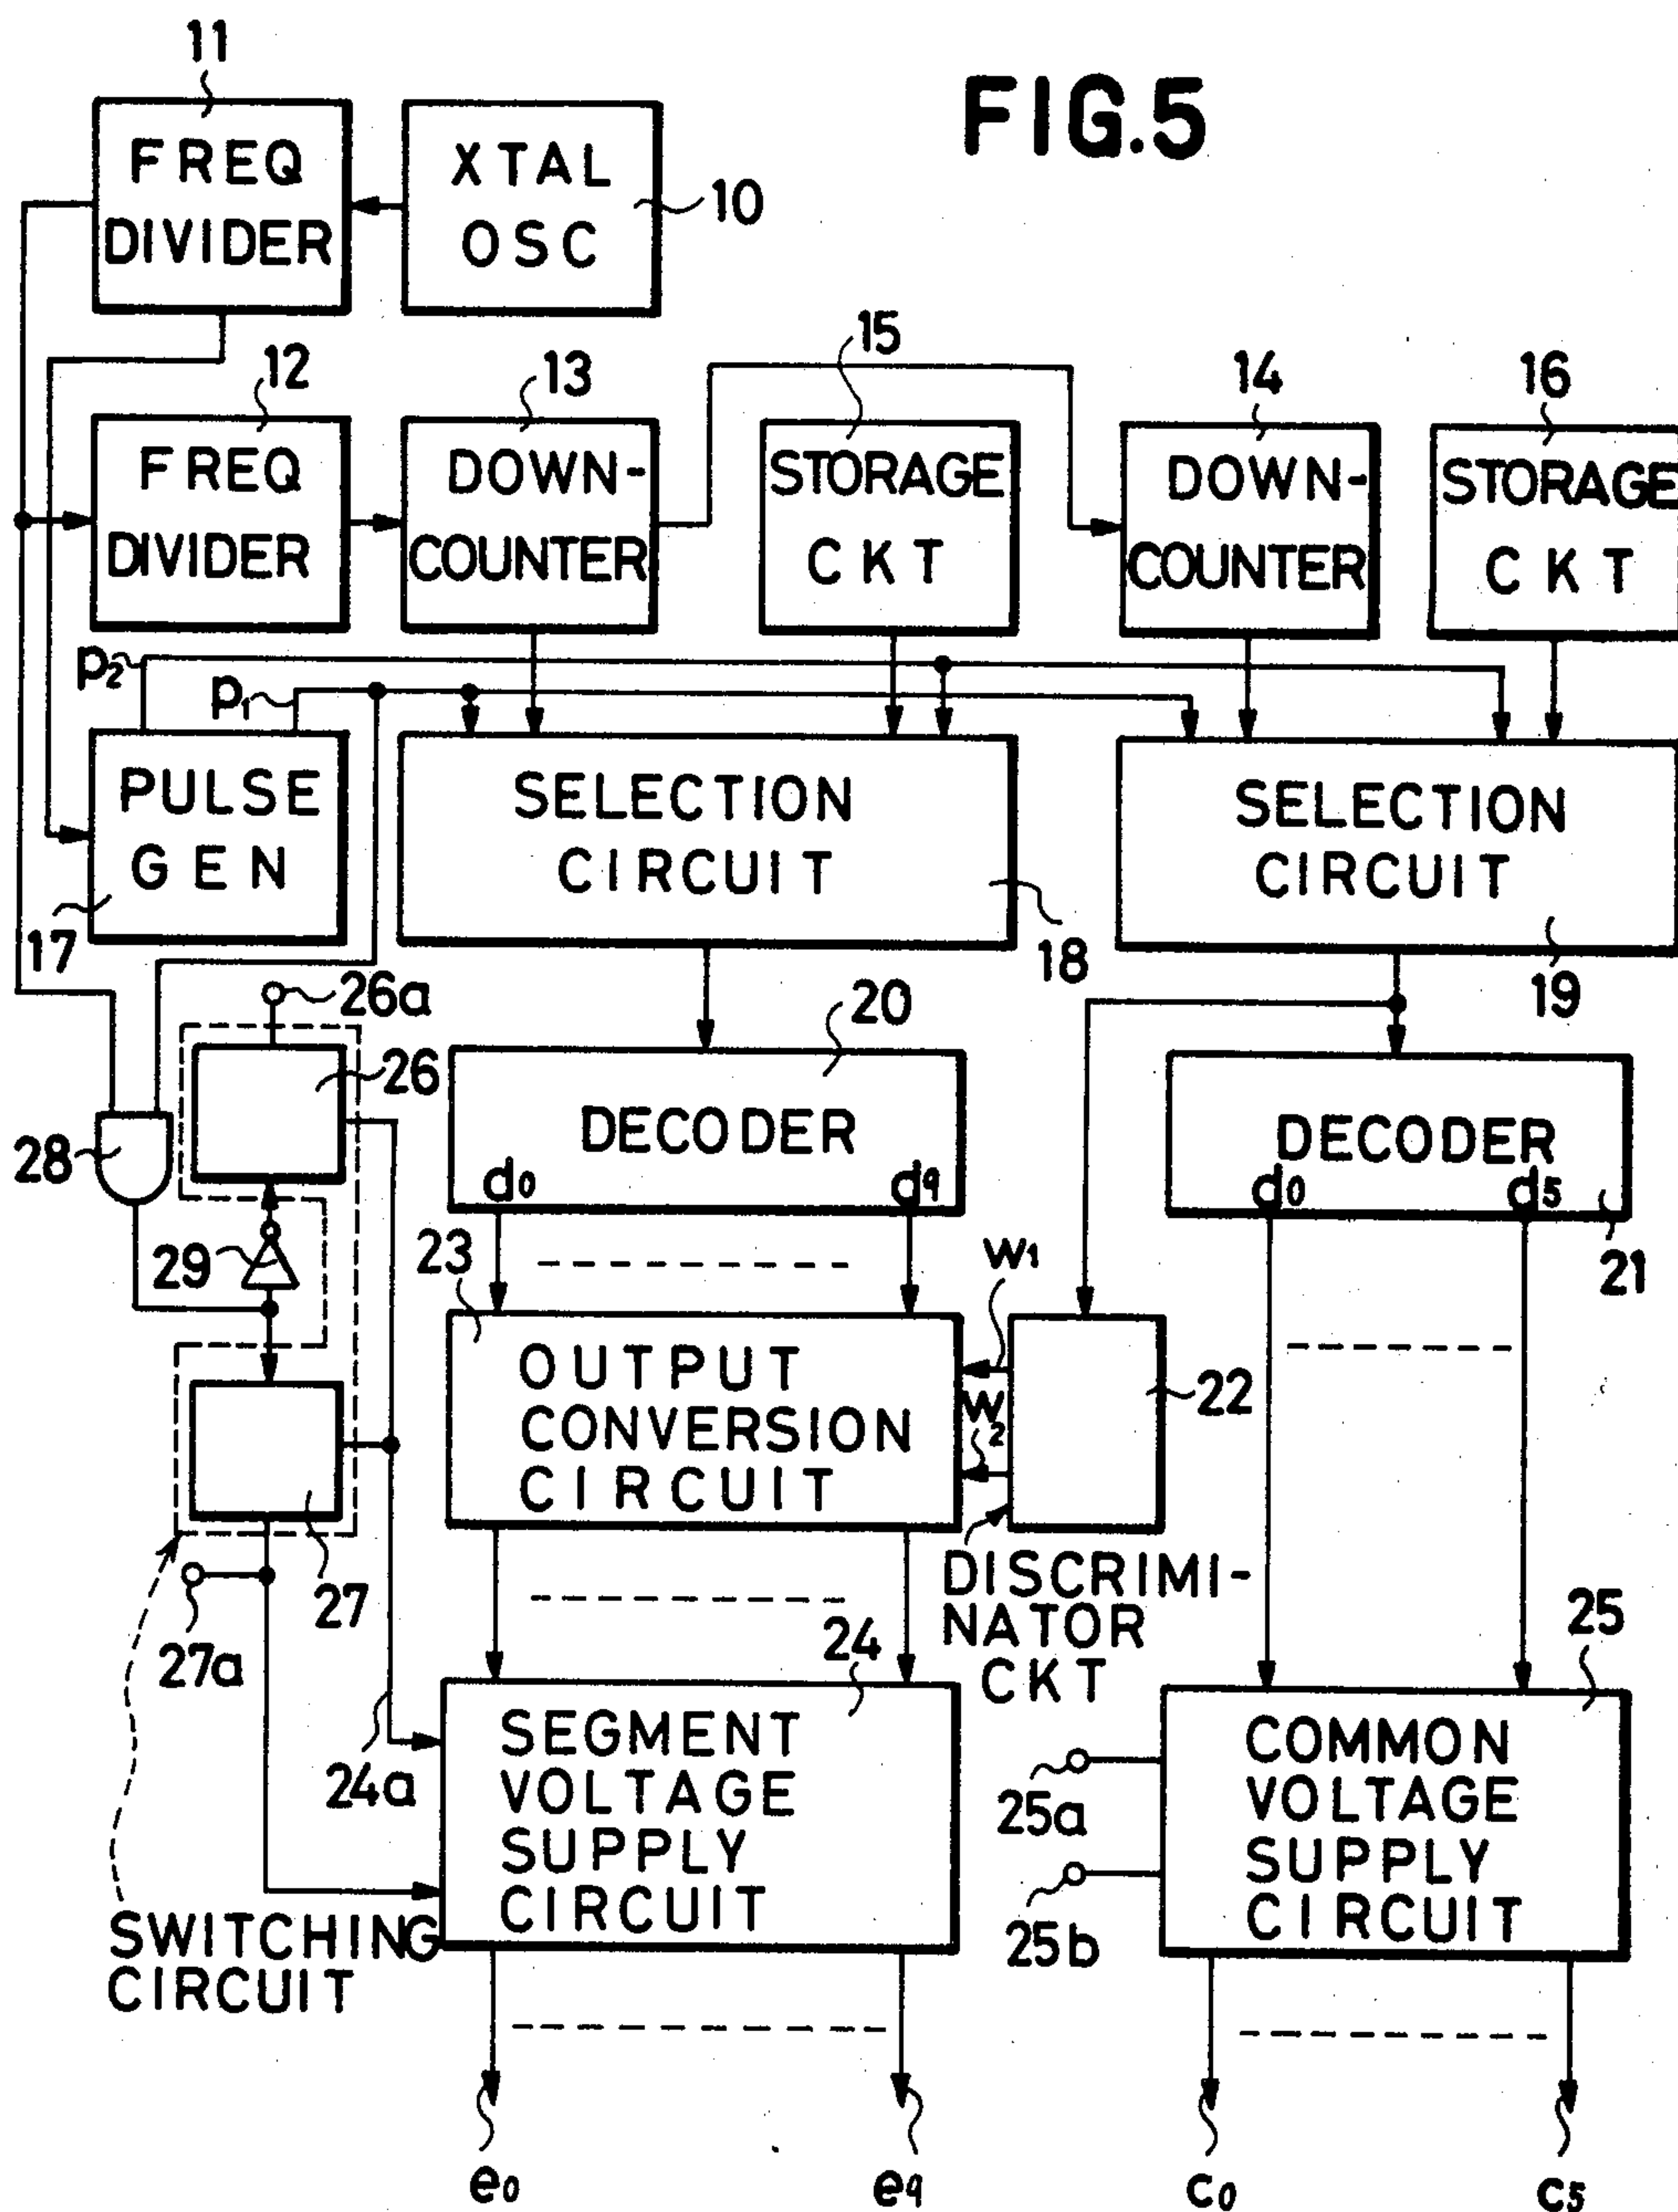 FIG.5
11
FREQ
DIVIDER
XTAL
OSC
10
12
FREQ
DIVIDER
13
DOWN-
COUNTER
15
STORAGE
CKT
14
DOWN-
COUNTER
16
STORAGE
CKT
p2
p1
PULSE
GEN
17
SELECTION
CIRCUIT
18
SELECTION
CIRCUIT
19
26a
26
28
29
20
DECODER
d0
d9
DECODER
d0
d5
21
23
OUTPUT
CONVERSION
CIRCUIT
w1
w2
22
DISCRIMI-
NATOR
CKT
27
27a
24a
24
SEGMENT
VOLTAGE
SUPPLY
CIRCUIT
25
COMMON
VOLTAGE
SUPPLY
CIRCUIT
25a
25b
SWITCHING
CIRCUIT
e0
e9
c0
c5